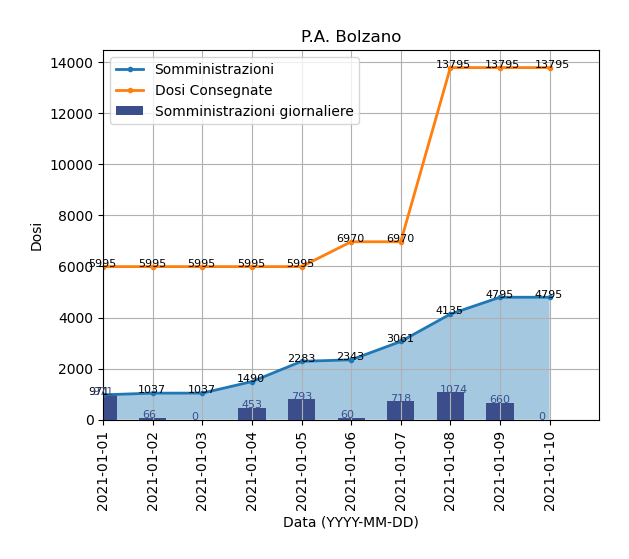 P.A. Bolzano
Somministrazioni
Dosi Consegnate
Somministrazioni giornaliere
Dosi
14000
12000
10000
8000
6000
4000
2000
0
5995 5995 5995 5995 5995 6970 6970 13795 13795 13795
971 1037 1037 1490 2283 2343 3061 4135 4795 4795
971 66 0 453 793 60 718 1074 660 0
2021-01-01
2021-01-02
2021-01-03
2021-01-04
2021-01-05
2021-01-06
2021-01-07
2021-01-08
2021-01-09
2021-01-10
Data (YYYY-MM-DD)